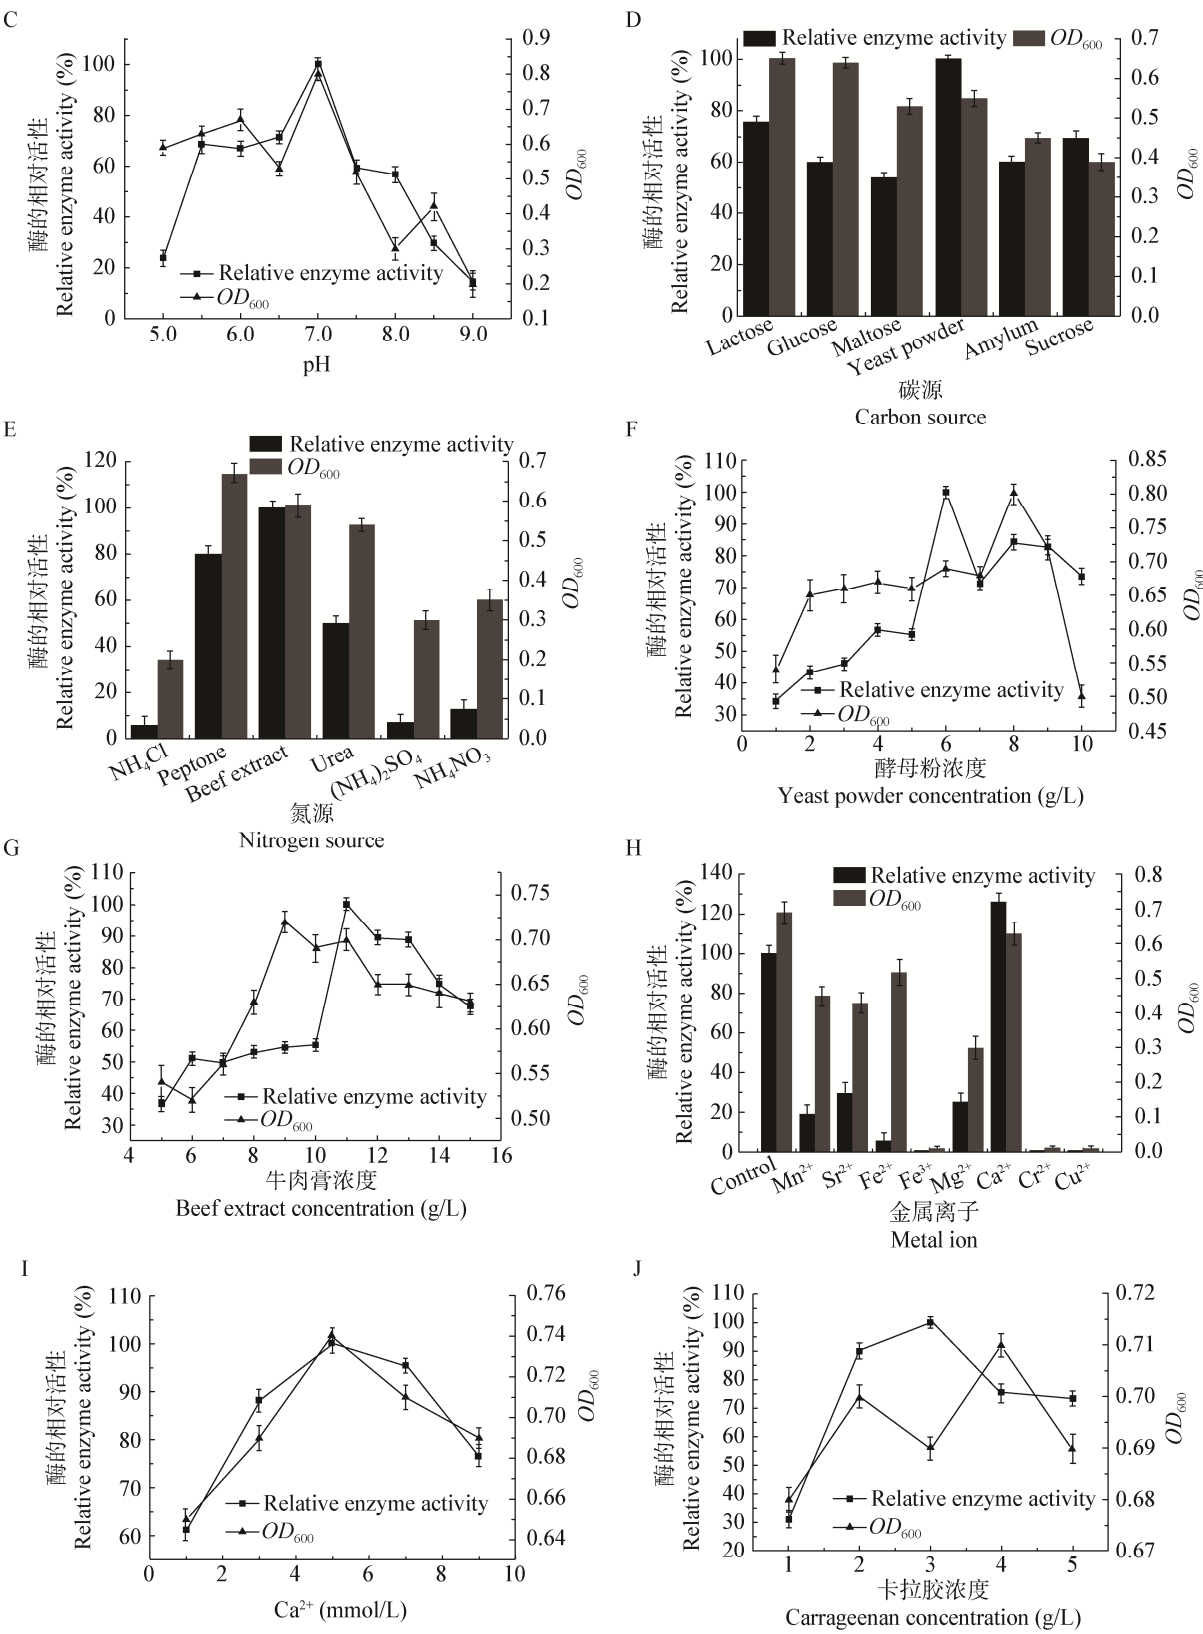 C
酶的相对活性
Relative enzyme activity (%)
100
80
60
40
20
0
Relative enzyme activity
OD600
5.0 6.0 7.0 8.0 9.0
pH
0.9
0.8
0.7
0.6
0.5
0.4
0.3
0.2
0.1
OD600
D
酶的相对活性
Relative enzyme activity (%)
100
80
60
40
20
0
Relative enzyme activity
OD600
Lactose Glucose Maltose Yeast powder Amylum Sucrose
碳源
Carbon source
0.7
0.6
0.5
0.4
0.3
0.2
0.1
0.0
OD600
E
酶的相对活性
Relative enzyme activity (%)
120
100
80
60
40
20
0
Relative enzyme activity
OD600
NH4Cl Peptone Beef extract Urea (NH4)2SO4 NH4NO3
氮源
Nitrogen source
0.7
0.6
0.5
0.4
0.3
0.2
0.1
0.0
OD600
F
酶的相对活性
Relative enzyme activity (%)
110
100
90
80
70
60
50
40
30
Relative enzyme activity
OD600
0 2 4 6 8 10
酵母粉浓度
Yeast powder concentration (g/L)
0.85
0.80
0.75
0.70
0.65
0.60
0.55
0.50
0.45
OD600
G
酶的相对活性
Relative enzyme activity (%)
110
100
90
80
70
60
50
40
30
Relative enzyme activity
OD600
4 6 8 10 12 14 16
牛肉膏浓度
Beef extract concentration (g/L)
0.75
0.70
0.65
0.60
0.55
0.50
OD600
H
酶的相对活性
Relative enzyme activity (%)
140
120
100
80
60
40
20
0
Relative enzyme activity
OD600
Control Mn2+ Sr2+ Fe2+ Fe3+ Mg2+ Ca2+ Cr2+ Cu2+
金属离子
Metal ion
0.8
0.7
0.6
0.5
0.4
0.3
0.2
0.1
0.0
OD600
I
酶的相对活性
Relative enzyme activity (%)
110
100
90
80
70
60
Relative enzyme activity
OD600
0 2 4 6 8 10
Ca2+ (mmol/L)
0.76
0.74
0.72
0.70
0.68
0.66
0.64
OD600
J
酶的相对活性
Relative enzyme activity (%)
110
100
90
80
70
60
50
40
30
20
Relative enzyme activity
OD600
1 2 3 4 5
卡拉胶浓度
Carrageenan concentration (g/L)
0.72
0.71
0.70
0.69
0.68
0.67
OD600